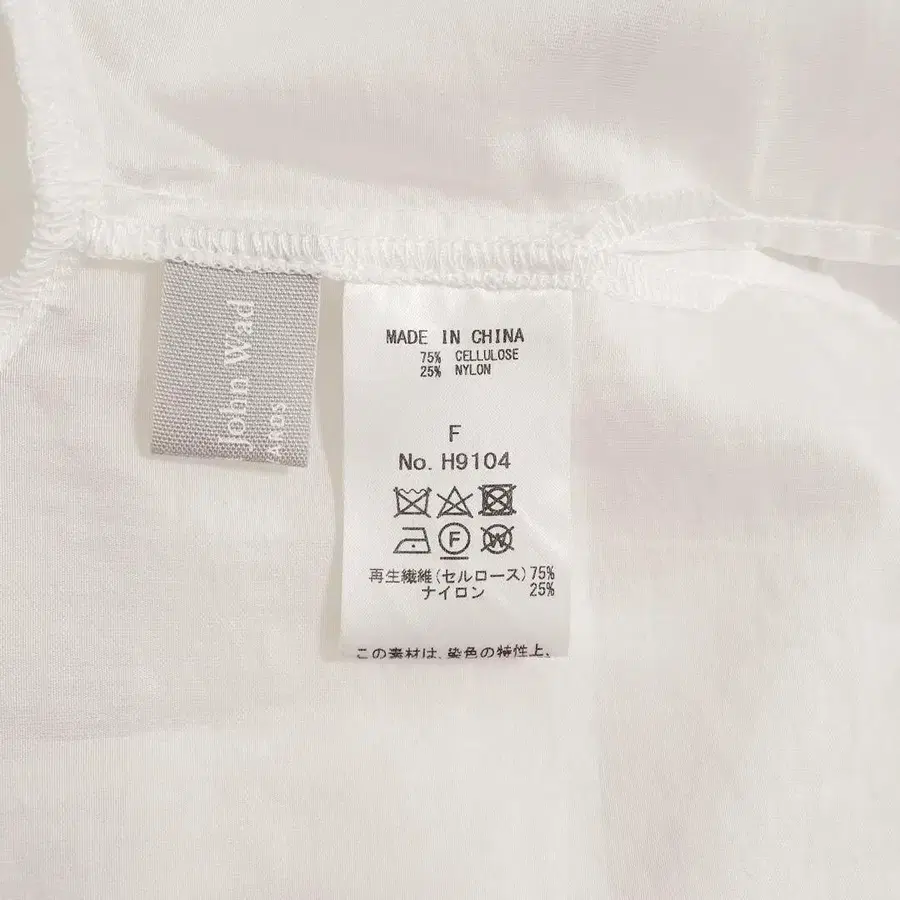 John Wad
ARDS
MADE IN CHINA
75% CELLULOSE
25% NYLON
F
No. H9104
F W
再生繊維(セルロース)75%
ナイロン 25%
この素材は、染色の特性上、